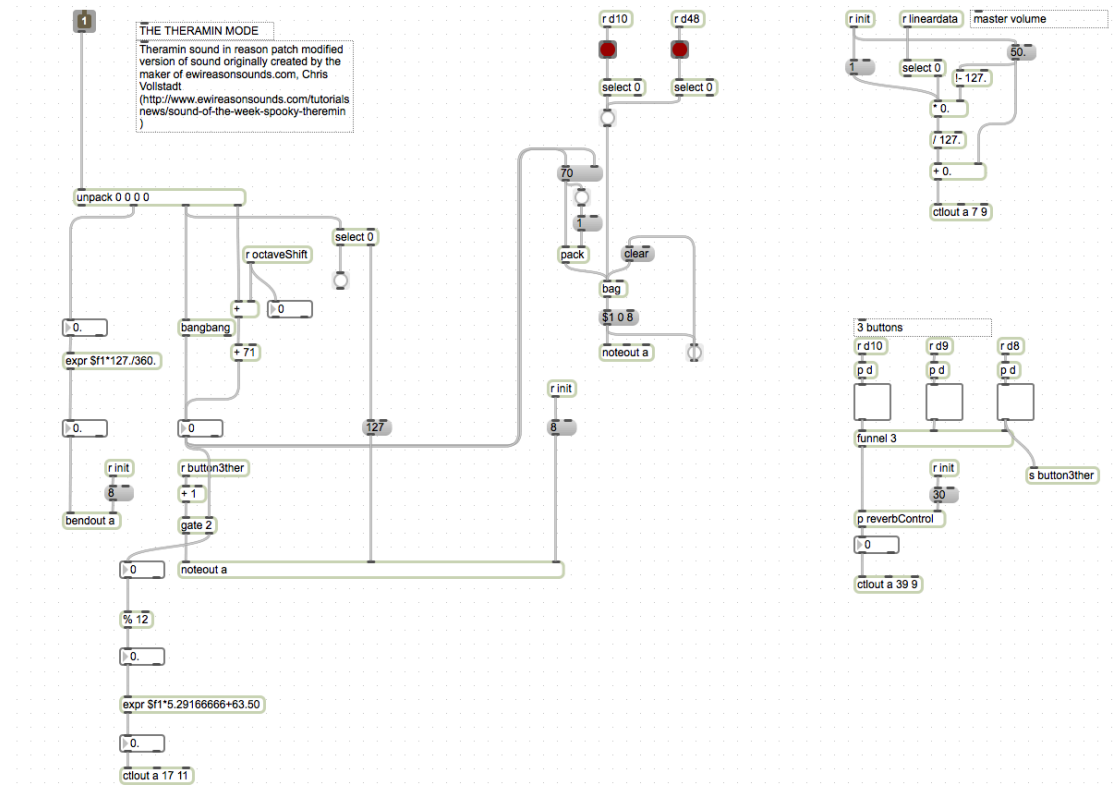 1
THE THERAMIN MODE
Theramin sound in reason patch modified
version of sound originally created by the
maker of ewireasonsounds.com, Chris
Vollstadt
(http://www.ewireasonsounds.com/tutorials
news/sound-of-the-week-spooky-theremin
)
unpack 0 0 0 0
select 0
r octaveShift
+
0
0.
bangbang
expr $f1*127./360.
+ 71
0.
0
127
r init
8
bendout a
r button3ther
+ 1
gate 2
r init
8
0
noteout a
% 12
0.
expr $f1*5.29166666+63.50
0.
ctlout a 17 11
r d10
r d48
select 0
select 0
70
1
pack
clear
bag
$1 0 8
noteout a
r init
r lineardata
master volume
50.
1
select 0
!- 127.
* 0.
/ 127.
+ 0.
ctlout a 7 9
3 buttons
r d10
r d9
r d8
p d
p d
p d
funnel 3
s button3ther
r init
30
p reverbControl
0
ctlout a 39 9